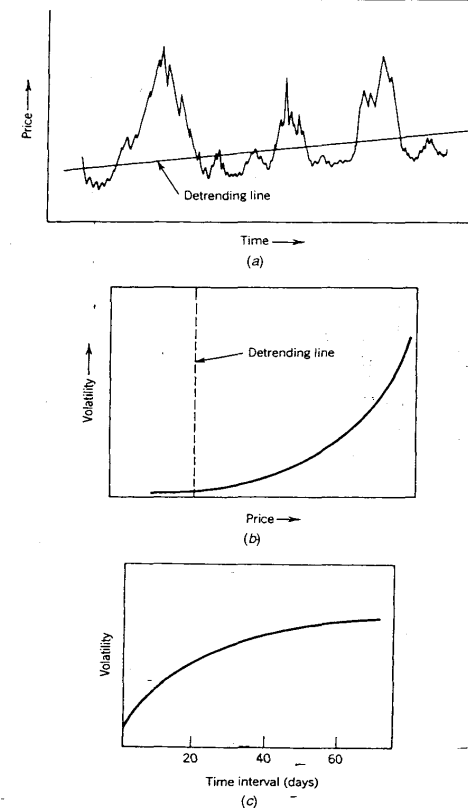 Price
Detrending line
Time
(a)
Volatility
Detrending line
Price
(b)
Volatility
20 40 60
Time interval (days)
(c)